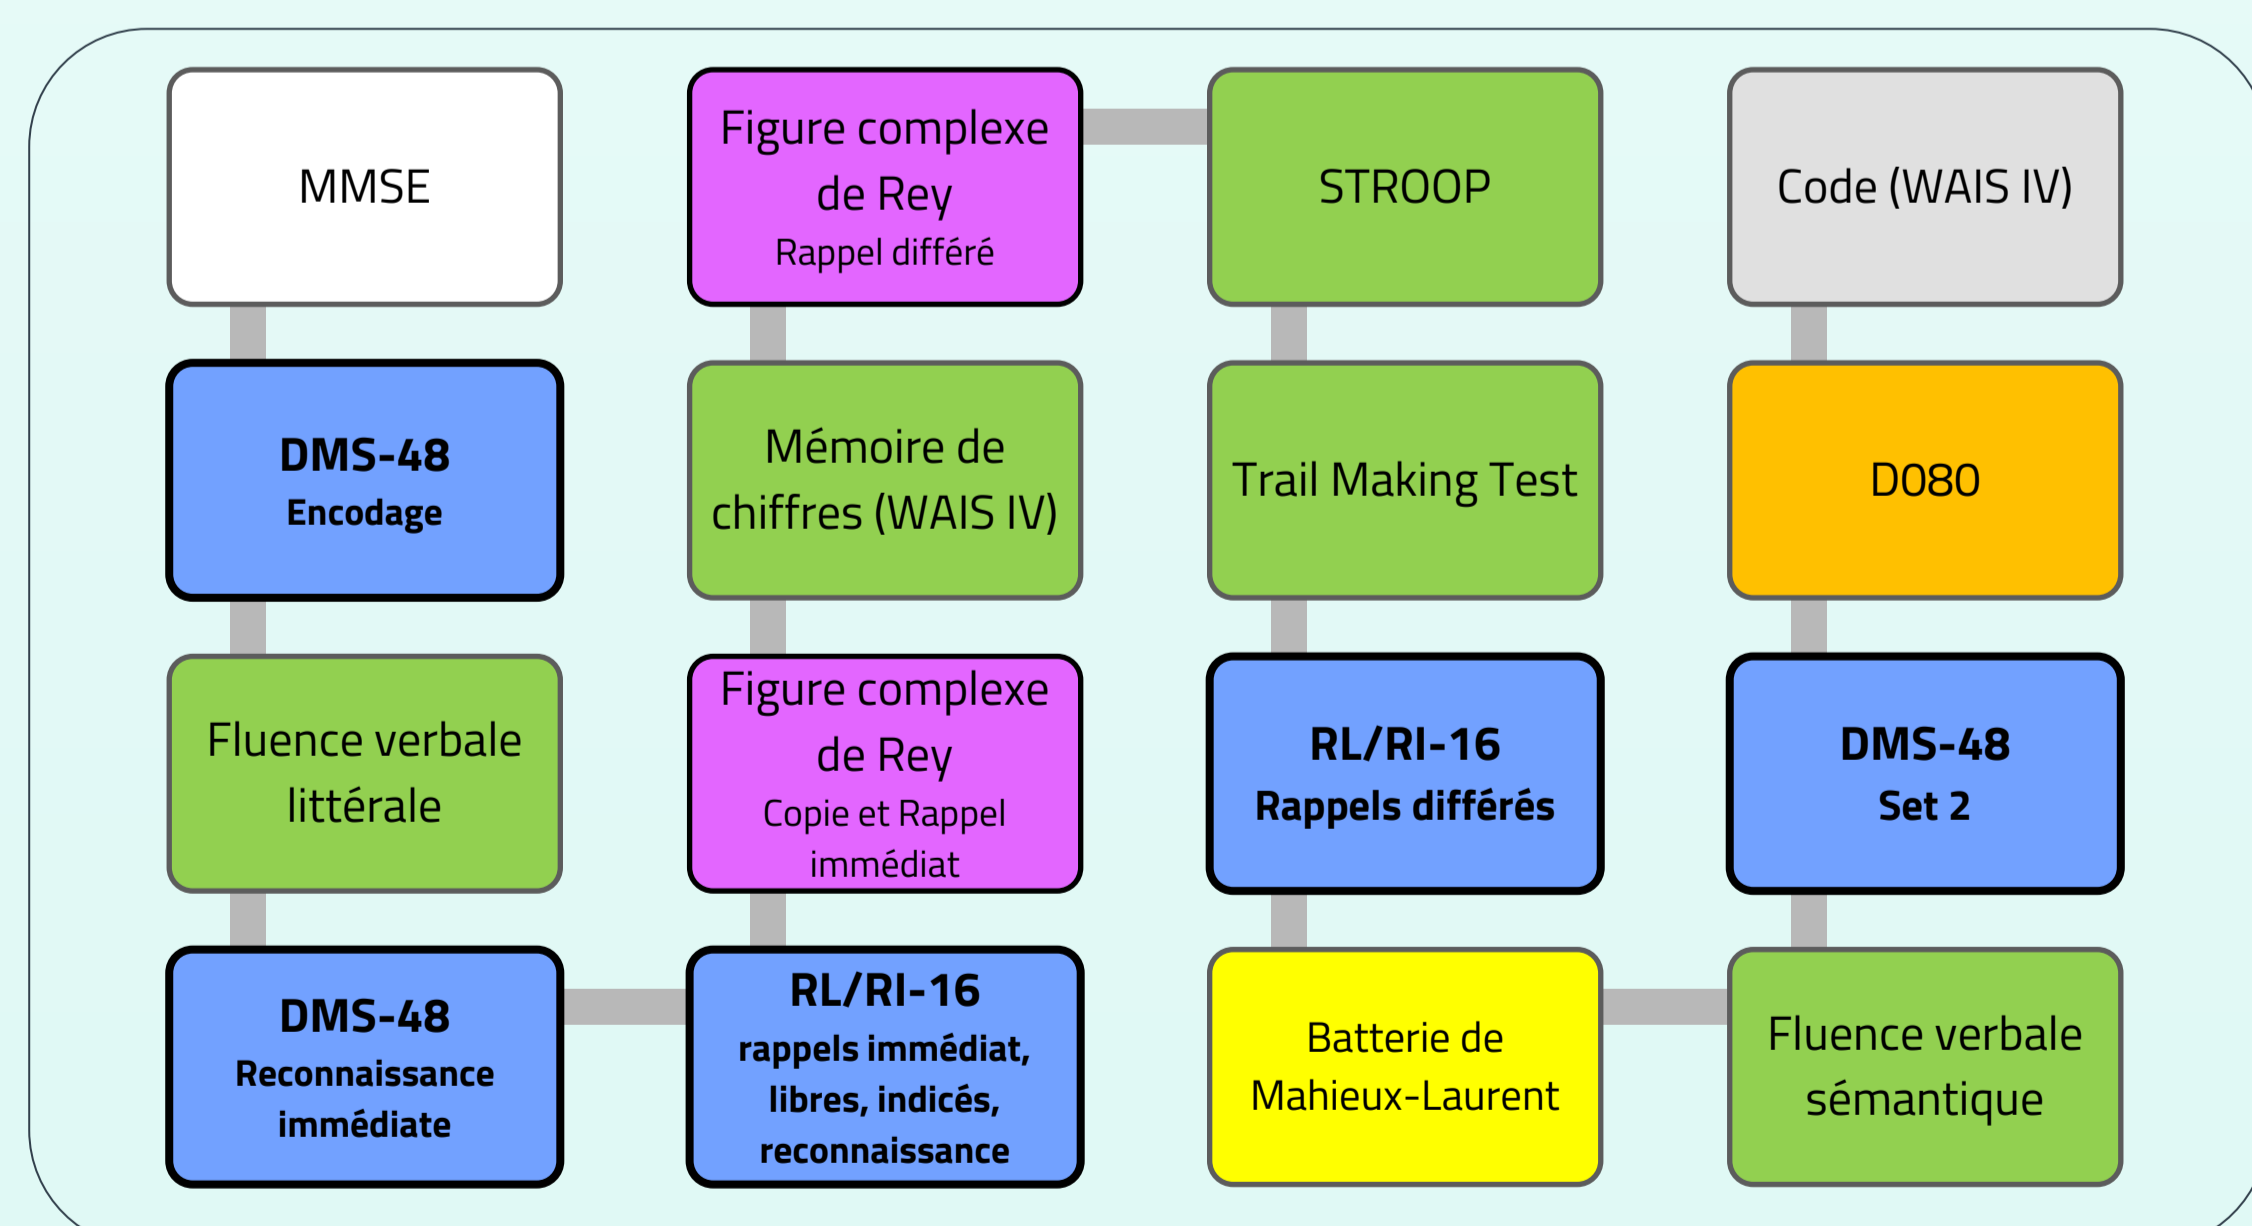 MMSE
DMS-48
Encodage
Fluence verbale
littérale
DMS-48
Reconnaissance
immédiate
RL/RI-16
rappels immédiat,
libres, indicés,
reconnaissance
Figure complexe
de Rey
Copie et Rappel
immédiat
Mémoire de
chiffres (WAIS IV)
Figure complexe
de Rey
Rappel différé
STROOP
Trail Making Test
RL/RI-16
Rappels différés
Batterie de
Mahieux-Laurent
Fluence verbale
sémantique
DMS-48
Set 2
DO80
Code (WAIS IV)